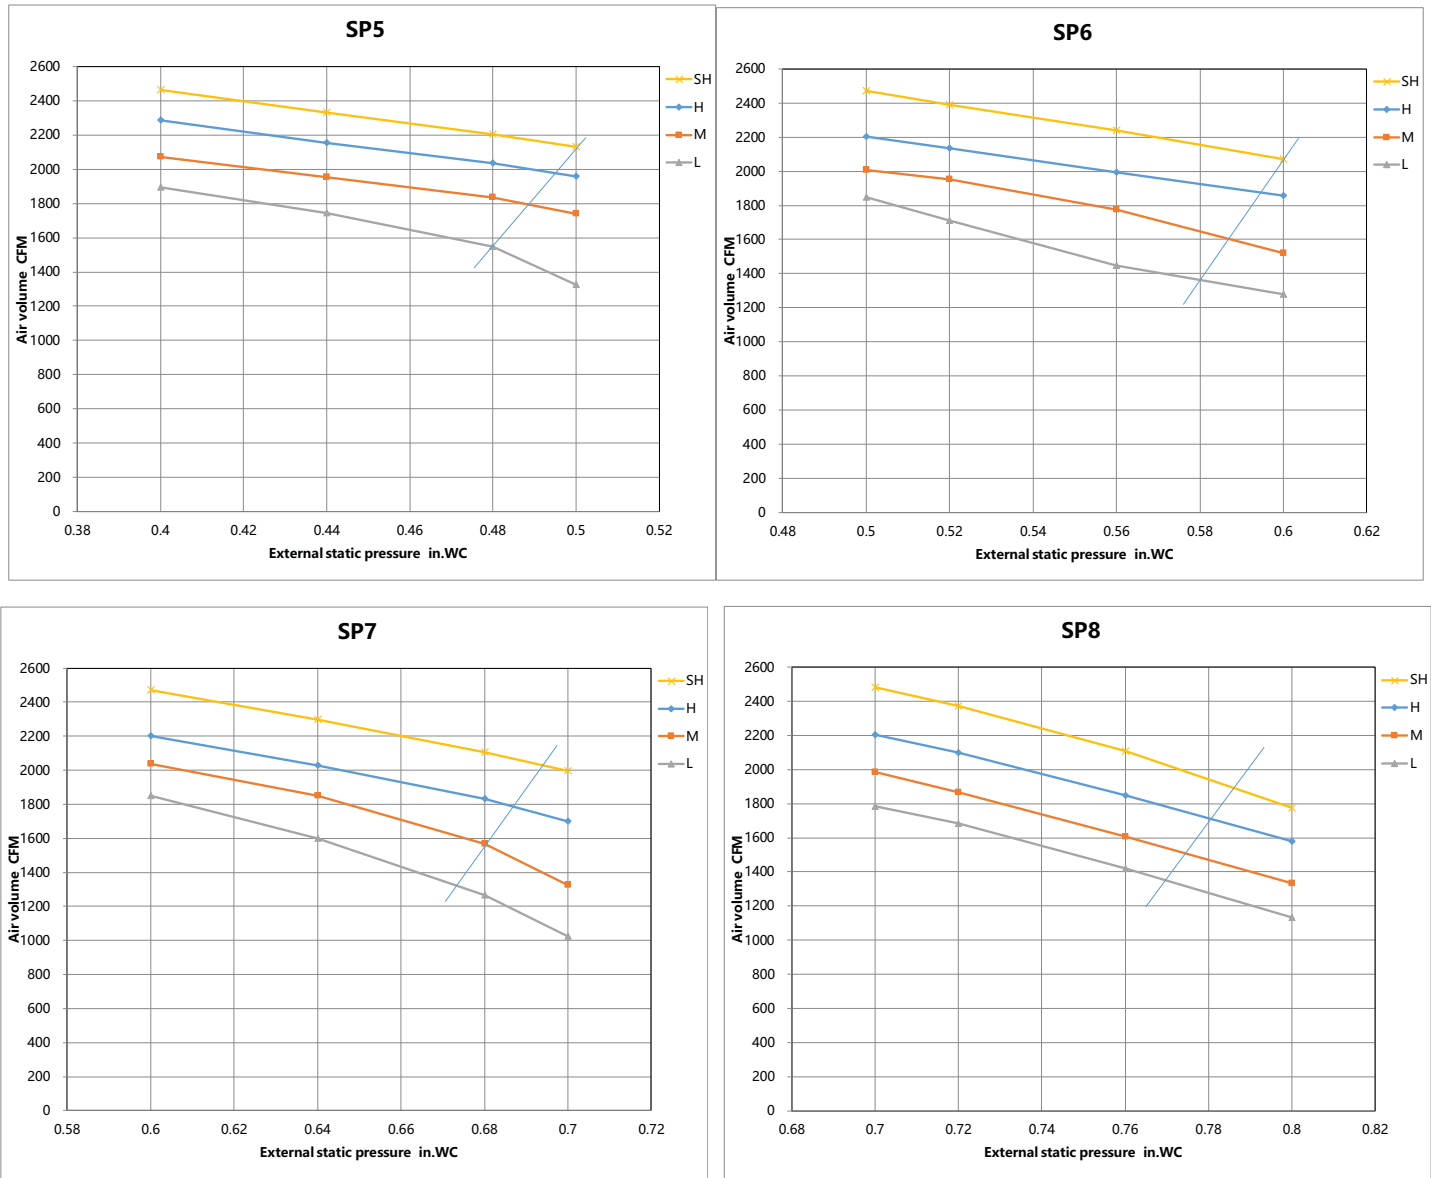 SP5
2600
2400
2200
2000
1800
1600
1400
1200
1000
800
600
400
200
0
0.38 0.4 0.42 0.44 0.46 0.48 0.5 0.52
Air volume CFM
External static pressure in.WC
SH
H
M
L
SP6
2600
2400
2200
2000
1800
1600
1400
1200
1000
800
600
400
200
0
0.48 0.5 0.52 0.54 0.56 0.58 0.6 0.62
Air volume CFM
External static pressure in.WC
SH
H
M
L
SP7
2600
2400
2200
2000
1800
1600
1400
1200
1000
800
600
400
200
0
0.58 0.6 0.62 0.64 0.66 0.68 0.7 0.72
Air volume CFM
External static pressure in.WC
SH
H
M
L
SP8
2600
2400
2200
2000
1800
1600
1400
1200
1000
800
600
400
200
0
0.68 0.7 0.72 0.74 0.76 0.78 0.8 0.82
Air volume CFM
External static pressure in.WC
SH
H
M
L